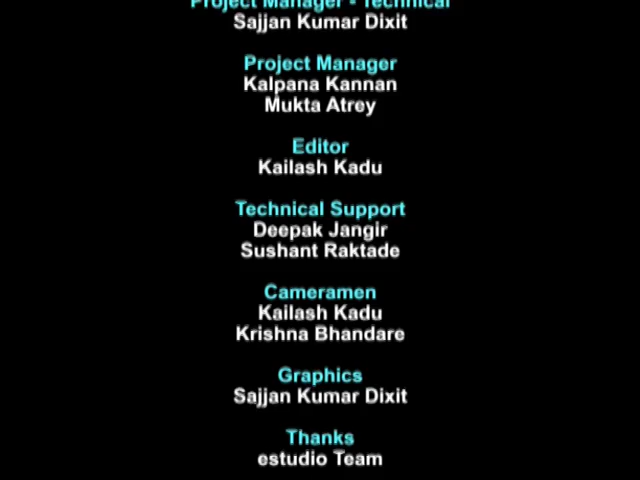 Project Manager - Technical
Sajjan Kumar Dixit
Project Manager
Kalpana Kannan
Mukta Atrey
Editor
Kailash Kadu
Technical Support
Deepak Jangir
Sushant Raktade
Cameramen
Kailash Kadu
Krishna Bhandare
Graphics
Sajjan Kumar Dixit
Thanks
estudio Team